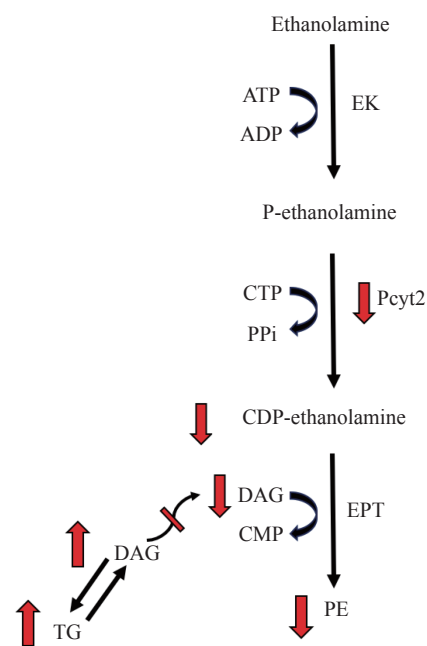 Ethanolamine
ATP
EK
ADP
P-ethanolamine
CTP
Pcyt2
PPi
CDP-ethanolamine
DAG
EPT
CMP
DAG
TG
PE